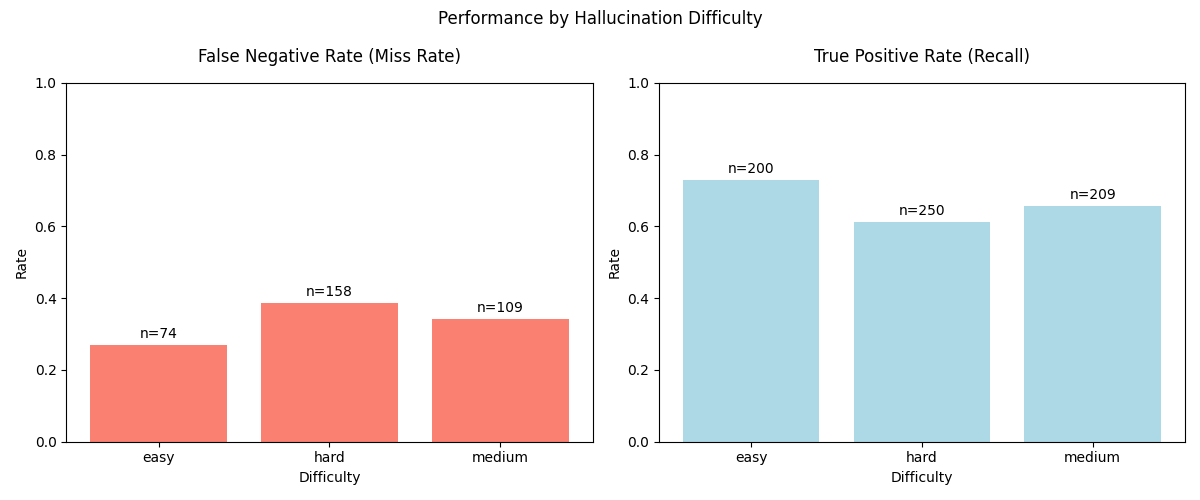 Performance by Hallucination Difficulty
False Negative Rate (Miss Rate)
1.0
0.8
0.6
0.4
0.2
0.0
Rate
n=74
n=158
n=109
easy
hard
medium
Difficulty
True Positive Rate (Recall)
1.0
0.8
0.6
0.4
0.2
0.0
Rate
n=200
n=250
n=209
easy
hard
medium
Difficulty